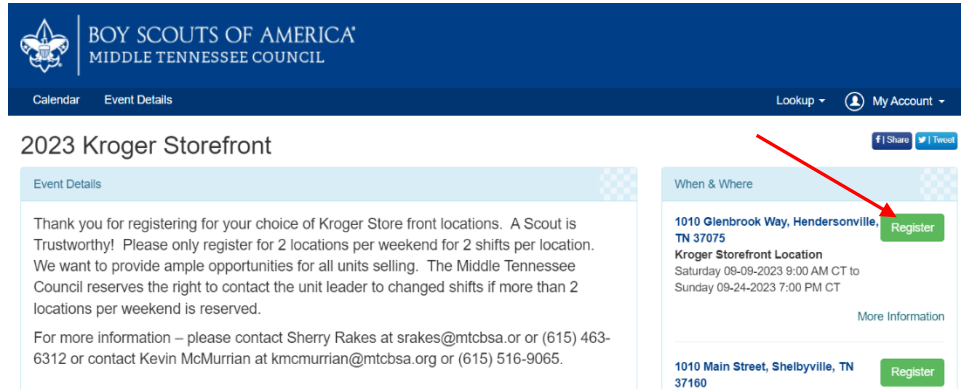 BOY SCOUTS OF AMERICA®
MIDDLE TENNESSEE COUNCIL
Calendar Event Details Lookup My Account
2023 Kroger Storefront
f | Share | Tweet
Event Details
Thank you for registering for your choice of Kroger Store front locations. A Scout is
Trustworthy! Please only register for 2 locations per weekend for 2 shifts per location.
We want to provide ample opportunities for all units selling. The Middle Tennessee
Council reserves the right to contact the unit leader to changed shifts if more than 2
locations per weekend is reserved.
For more information – please contact Sherry Rakes at srakes@mtcbsa.or or (615) 463-
6312 or contact Kevin McMurrian at kmcmurrian@mtcbsa.org or (615) 516-9065.
When & Where
1010 Glenbrook Way, Hendersonville,
TN 37075
Register
Kroger Storefront Location
Saturday 09-09-2023 9:00 AM CT to
Sunday 09-24-2023 7:00 PM CT
More Information
1010 Main Street, Shelbyville, TN
37160
Register